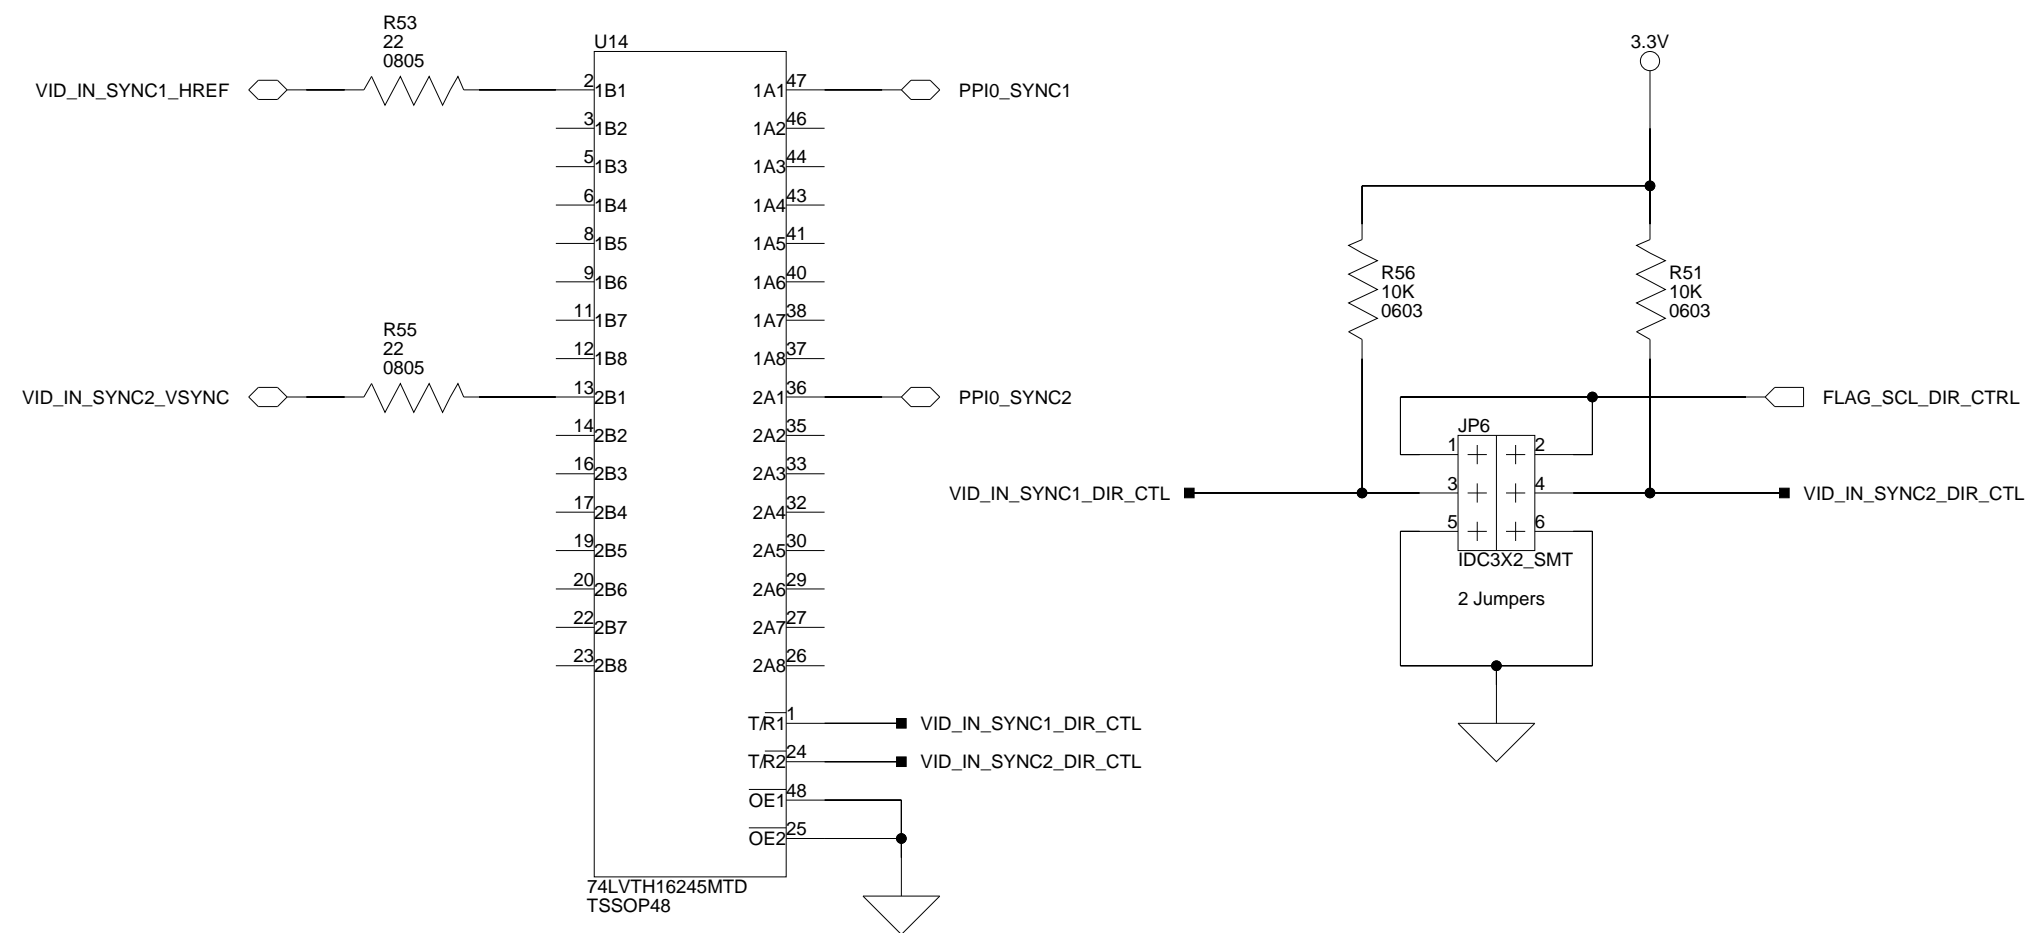 R53
22
0805
VID_IN_SYNC1_HREF
U14
2
1B1
1A1
47
PPI0_SYNC1
3
1B2
1A2
46
5
1B3
1A3
44
6
1B4
1A4
43
8
1B5
1A5
41
9
1B6
1A6
40
11
1B7
1A7
38
12
1B8
1A8
37
R55
22
0805
VID_IN_SYNC2_VSYNC
13
2B1
2A1
36
PPI0_SYNC2
14
2B2
2A2
35
16
2B3
2A3
33
17
2B4
2A4
32
19
2B5
2A5
30
20
2B6
2A6
29
22
2B7
2A7
27
23
2B8
2A8
26
T/R1
1
VID_IN_SYNC1_DIR_CTL
T/R2
24
VID_IN_SYNC2_DIR_CTL
OE1
48
OE2
25
74LVTH16245MTD
TSSOP48
3.3V
R56
10K
0603
R51
10K
0603
FLAG_SCL_DIR_CTRL
JP6
1
2
VID_IN_SYNC1_DIR_CTL
3
4
VID_IN_SYNC2_DIR_CTL
5
6
IDC3X2_SMT
2 Jumpers